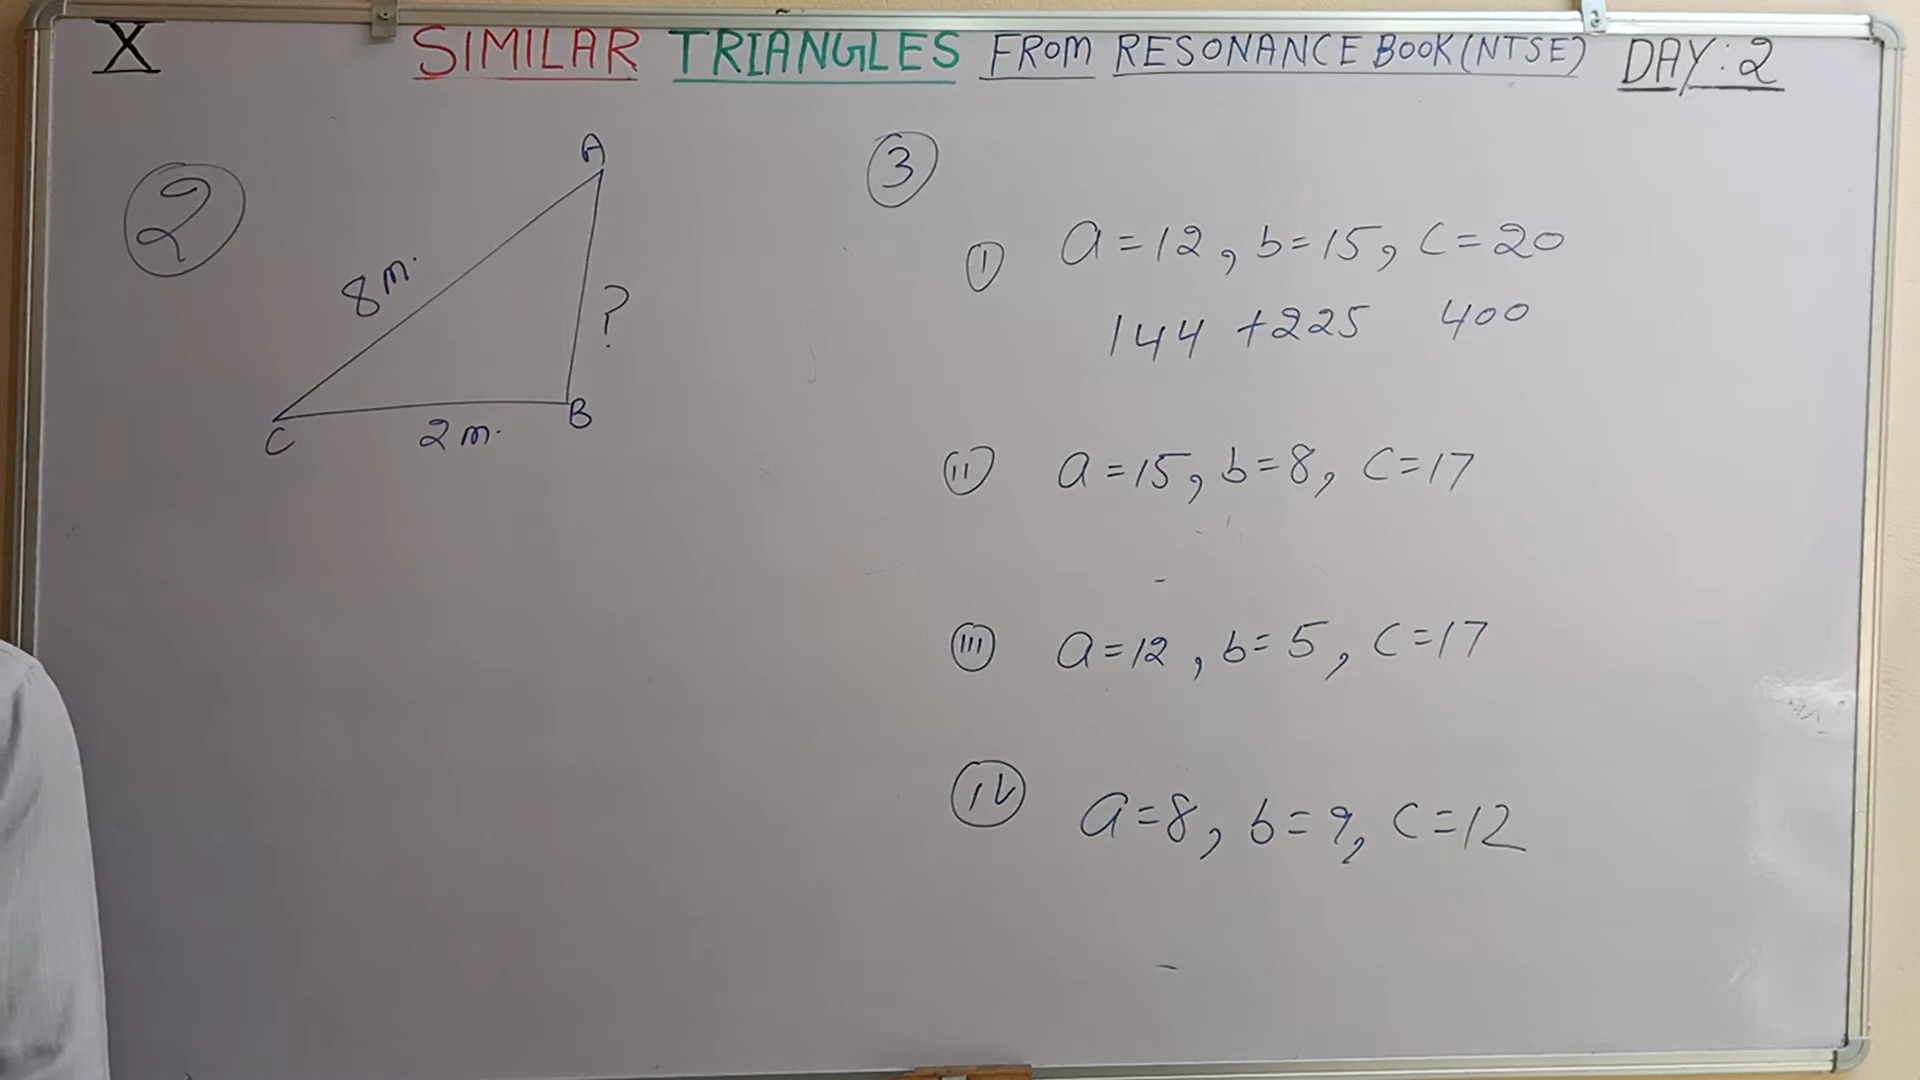 X SIMILAR TRIANGLES FROM RESONANCE BOOK (NTSE) DAY: 2
2
A
8m.
?
C 2m. B
3
I a=12, b=15, c=20
144 +225 400
II a=15, b=8, c=17
III a=12, b=5, c=17
IV a=8, b=9, c=12